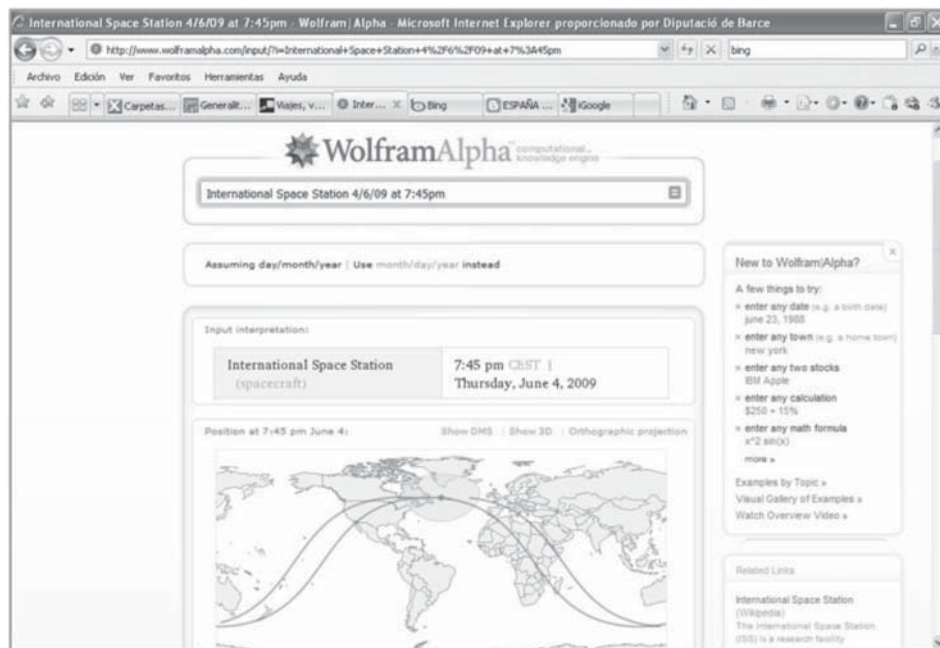 International Space Station 4/6/09 at 7:45pm - Wolfram|Alpha - Microsoft Internet Explorer proporcionado por Diputació de Barce
http://www.wolframalpha.com/input/?i=International+Space+Station+4%2F6%2F09+at+7%3A45pm
bing
Archivo Edición Ver Favoritos Herramientas Ayuda
Carpetas... Generalit... Viajes, v... Inter... Bing ESPAÑA ... iGoogle
WolframAlpha™ computational... knowledge engine
International Space Station 4/6/09 at 7:45pm
Assuming day/month/year | Use month/day/year instead
Input interpretation:
International Space Station
(spacecraft)
7:45 pm CEST |
Thursday, June 4, 2009
Position at 7:45 pm June 4:
Show DMS | Show 3D | Orthographic projection
New to Wolfram|Alpha?
A few things to try:
enter any date (e.g. a birth date)
june 23, 1988
enter any town (e.g. a home town)
new york
enter any two stocks
IBM Apple
enter any calculation
$250 + 15%
enter any math formula
x^2 sin(x)
more »
Examples by Topic »
Visual Gallery of Examples »
Watch Overview Video »
Related Links
International Space Station
(Wikipedia)
The International Space Station
(ISS) is a research facility